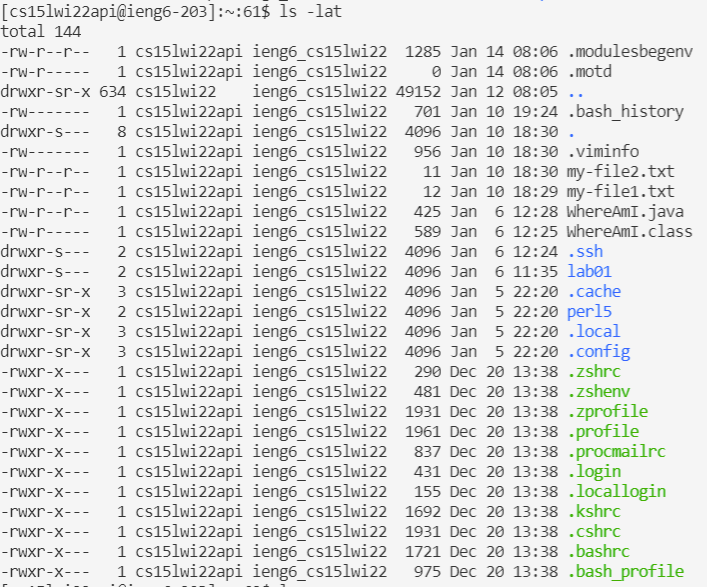 [cs15lwi22api@ieng6-203]:~:61$ ls -lat
total 144
-rw-r--r--   1 cs15lwi22api ieng6_cs15lwi22  1285 Jan 14 08:06 .modulesbegenv
-rw-r-----   1 cs15lwi22api ieng6_cs15lwi22     0 Jan 14 08:06 .motd
drwxr-sr-x 634 cs15lwi22    ieng6_cs15lwi22 49152 Jan 12 08:05 ..
-rw-------   1 cs15lwi22api ieng6_cs15lwi22   701 Jan 10 19:24 .bash_history
drwxr-s---   8 cs15lwi22api ieng6_cs15lwi22  4096 Jan 10 18:30 .
-rw-------   1 cs15lwi22api ieng6_cs15lwi22   956 Jan 10 18:30 .viminfo
-rw-r--r--   1 cs15lwi22api ieng6_cs15lwi22    11 Jan 10 18:30 my-file2.txt
-rw-r--r--   1 cs15lwi22api ieng6_cs15lwi22    12 Jan 10 18:29 my-file1.txt
-rw-r--r--   1 cs15lwi22api ieng6_cs15lwi22   425 Jan  6 12:28 WhereAmI.java
-rw-r-----   1 cs15lwi22api ieng6_cs15lwi22   589 Jan  6 12:25 WhereAmI.class
drwxr-s---   2 cs15lwi22api ieng6_cs15lwi22  4096 Jan  6 12:24 .ssh
drwxr-s---   2 cs15lwi22api ieng6_cs15lwi22  4096 Jan  6 11:35 lab01
drwxr-sr-x   3 cs15lwi22api ieng6_cs15lwi22  4096 Jan  5 22:20 .cache
drwxr-sr-x   2 cs15lwi22api ieng6_cs15lwi22  4096 Jan  5 22:20 perl5
drwxr-sr-x   3 cs15lwi22api ieng6_cs15lwi22  4096 Jan  5 22:20 .local
drwxr-sr-x   3 cs15lwi22api ieng6_cs15lwi22  4096 Jan  5 22:20 .config
-rwxr-x---   1 cs15lwi22api ieng6_cs15lwi22   290 Dec 20 13:38 .zshrc
-rwxr-x---   1 cs15lwi22api ieng6_cs15lwi22   481 Dec 20 13:38 .zshenv
-rwxr-x---   1 cs15lwi22api ieng6_cs15lwi22  1931 Dec 20 13:38 .zprofile
-rwxr-x---   1 cs15lwi22api ieng6_cs15lwi22  1961 Dec 20 13:38 .profile
-rwxr-x---   1 cs15lwi22api ieng6_cs15lwi22   837 Dec 20 13:38 .procmailrc
-rwxr-x---   1 cs15lwi22api ieng6_cs15lwi22   431 Dec 20 13:38 .login
-rwxr-x---   1 cs15lwi22api ieng6_cs15lwi22   155 Dec 20 13:38 .locallogin
-rwxr-x---   1 cs15lwi22api ieng6_cs15lwi22  1692 Dec 20 13:38 .kshrc
-rwxr-x---   1 cs15lwi22api ieng6_cs15lwi22  1931 Dec 20 13:38 .cshrc
-rwxr-x---   1 cs15lwi22api ieng6_cs15lwi22  1721 Dec 20 13:38 .bashrc
-rwxr-x---   1 cs15lwi22api ieng6_cs15lwi22   975 Dec 20 13:38 .bash_profile